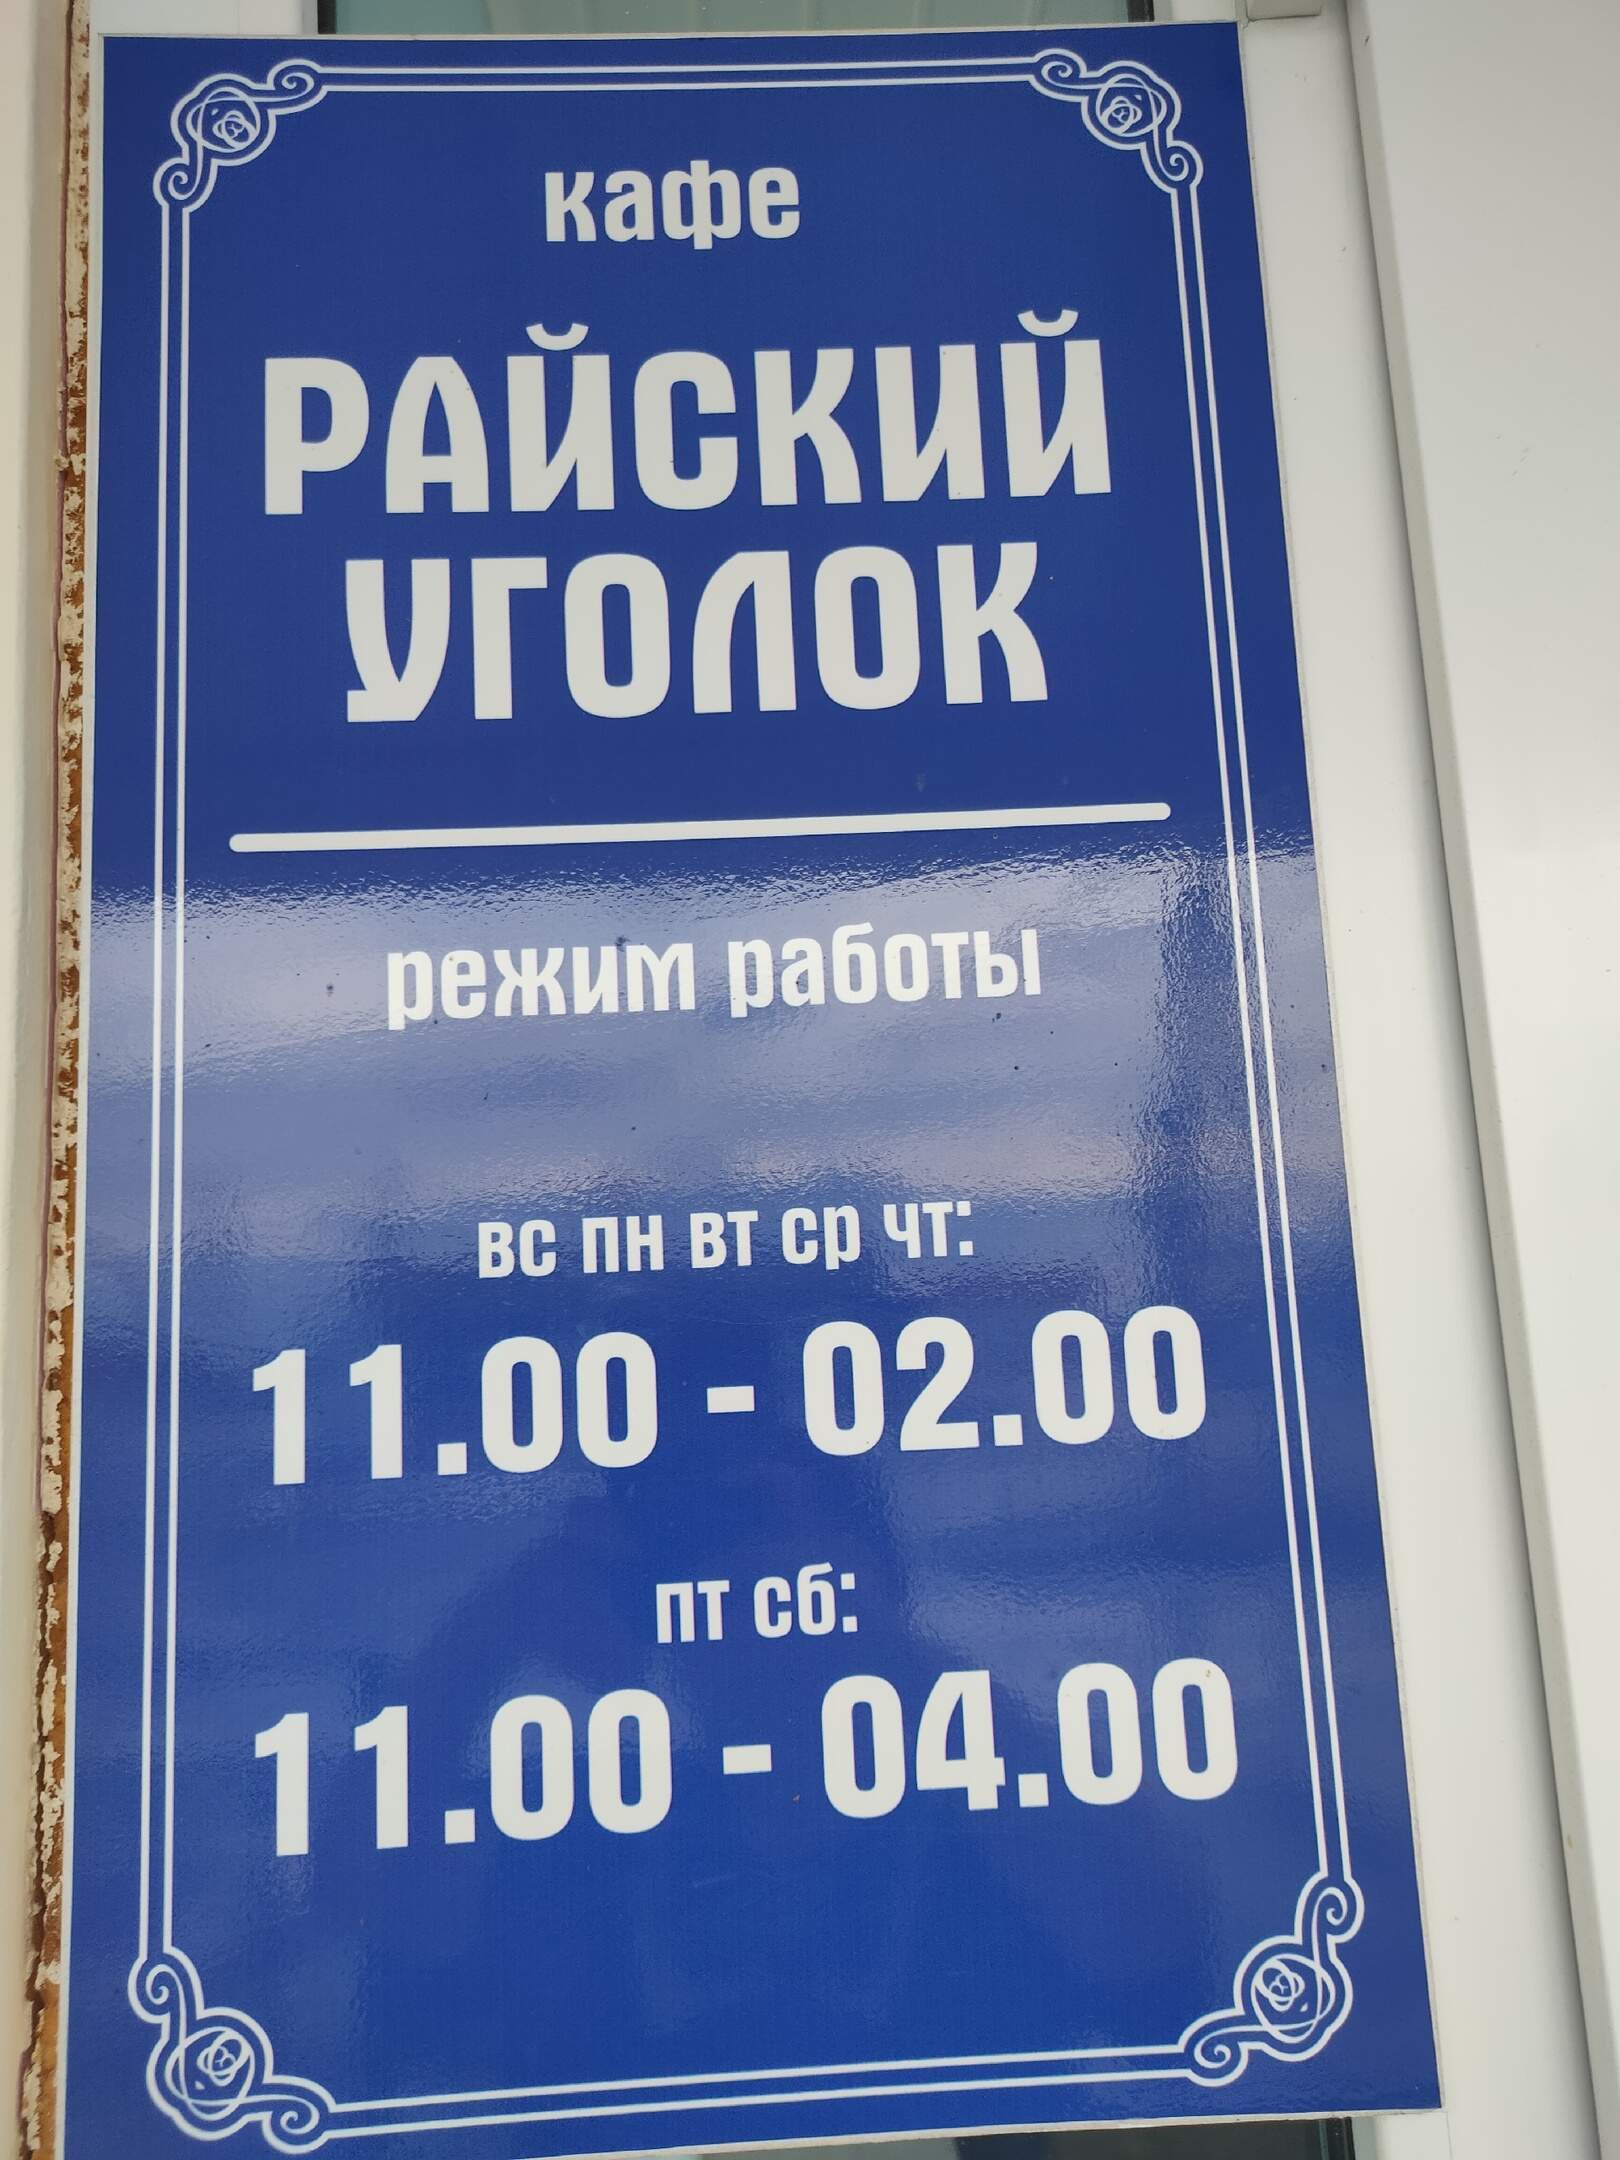 кафе
РАЙСКИЙ
УГОЛОК
режим работы
вс пн вт ср чт:
11.00 - 02.00
пт сб:
11.00 - 04.00